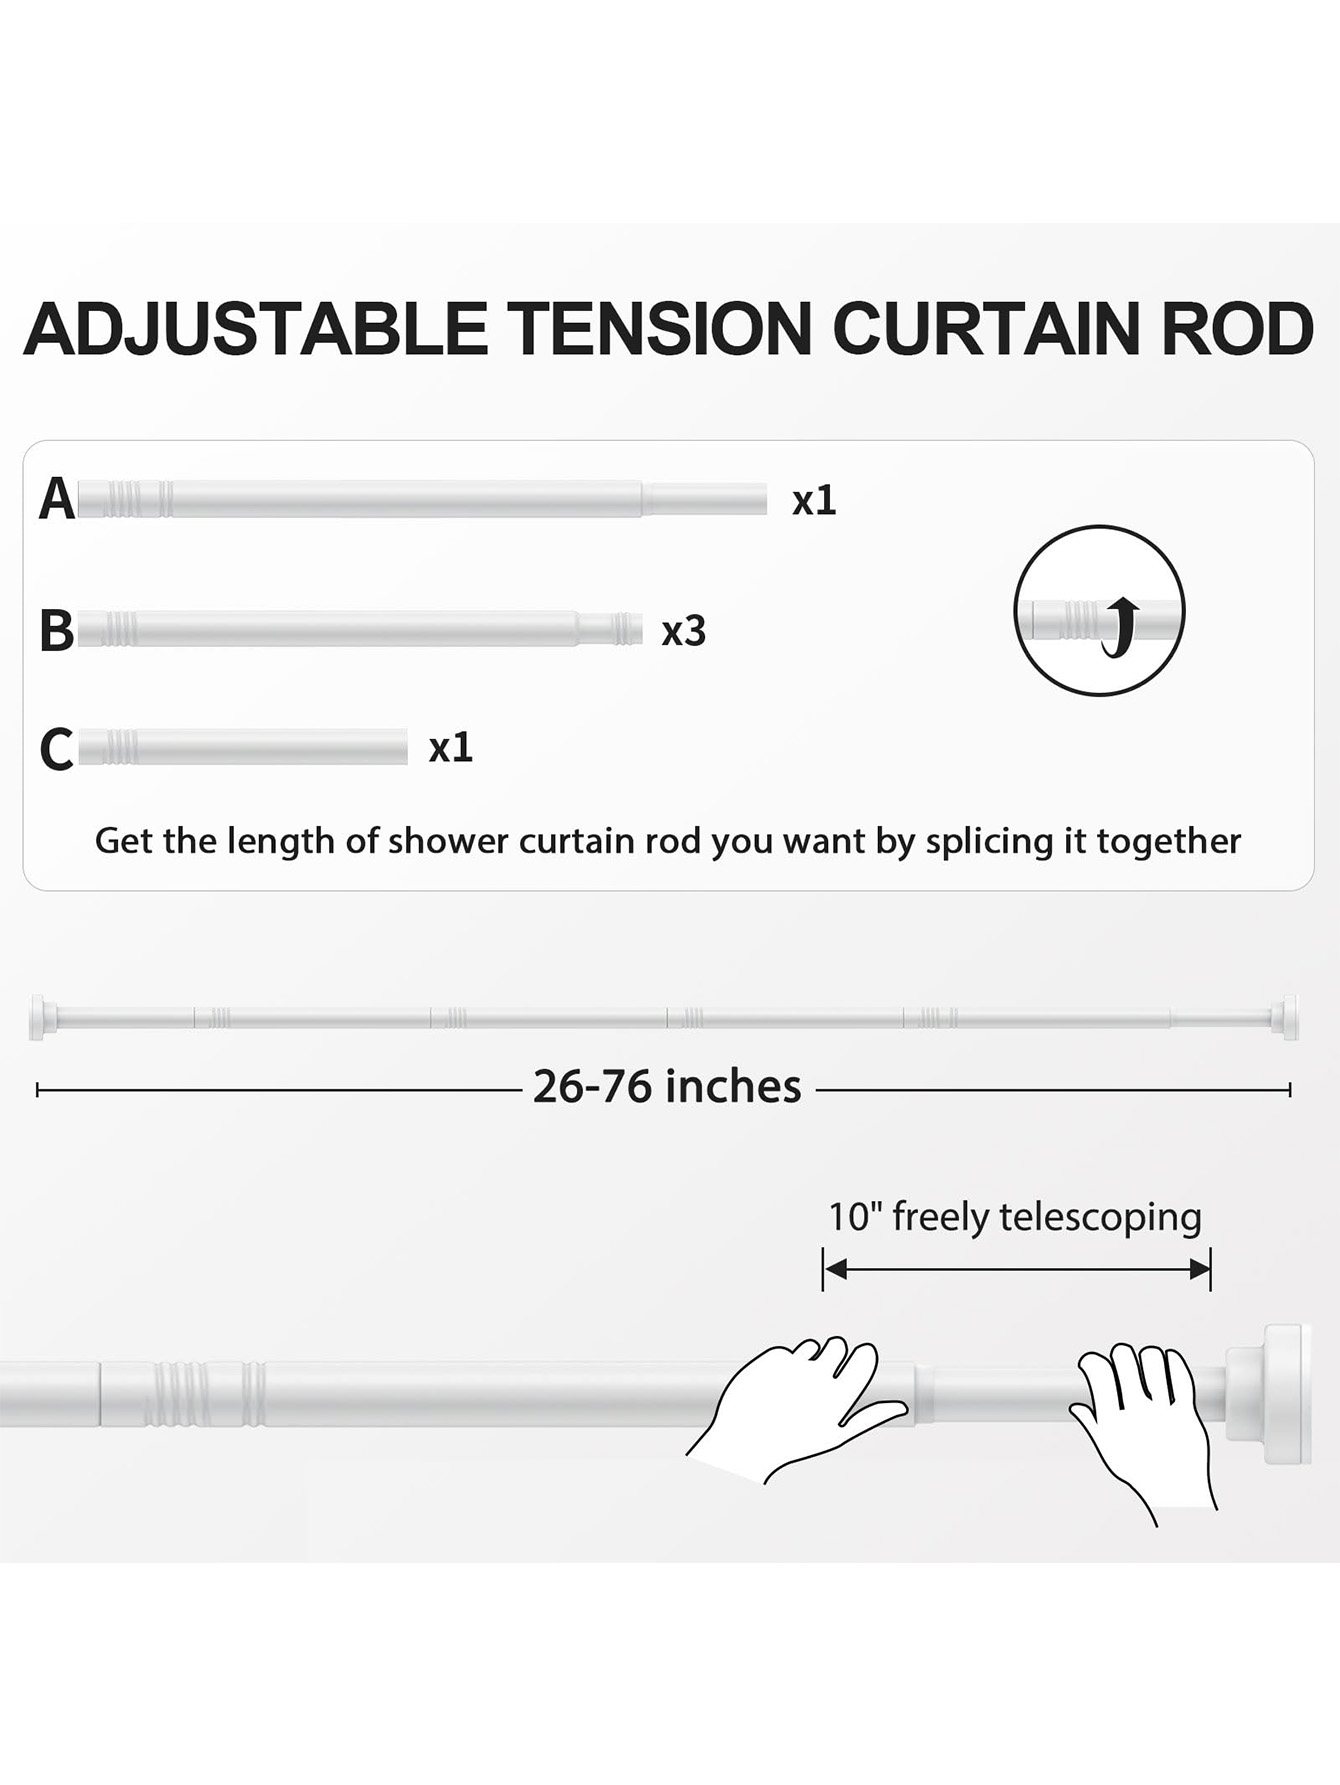 ADJUSTABLE TENSION CURTAIN ROD
A x1
B x3
C x1
Get the length of shower curtain rod you want by splicing it together
26-76 inches
10" freely telescoping